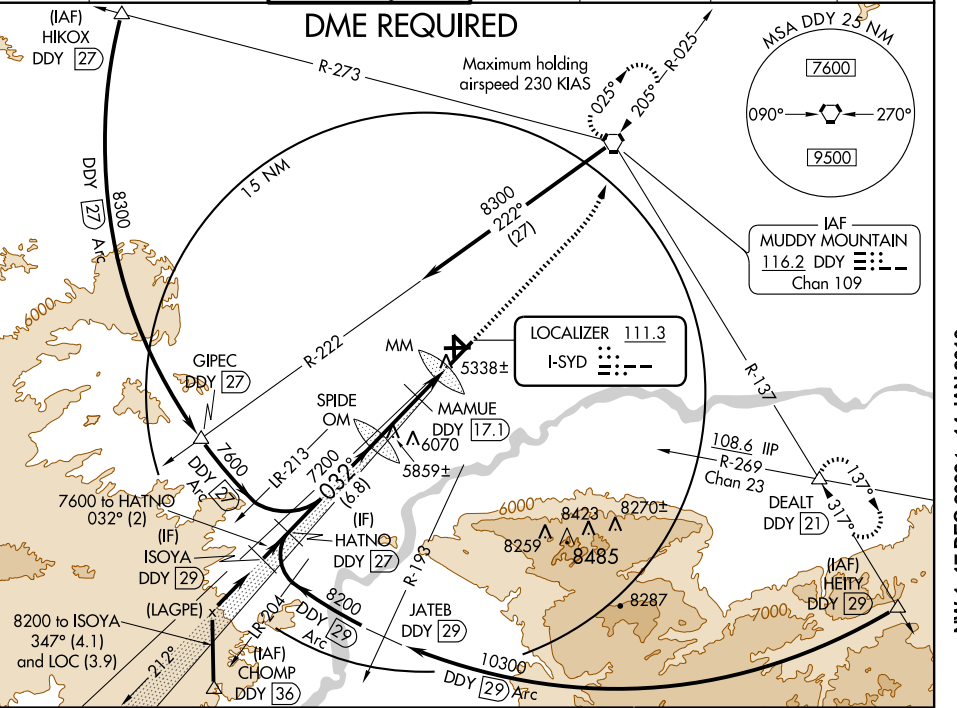 DME REQUIRED
(IAF)
HIKOX
DDY 27
R-273
Maximum holding
airspeed 230 KIAS
025°
205°
R-025
MSA DDY 25 NM
7600
090°
270°
9500
15 NM
DDY 27 Arc
8300
8300
222°
(27)
IAF
MUDDY MOUNTAIN
116.2 DDY
Chan 109
6000
R-222
MM
LOCALIZER 111.3
I-SYD
5338±
R-137
GIPEC
DDY 27
SPIDE
OM
MAMUE
DDY 17.1
6070
5859±
108.6 IIP
R-269
Chan 23
7600
DDY 27
Arc
LR-213
7200
032°
(6.8)
137°
317°
DEALT
DDY 21
7600 to HATNO
032° (2)
(IF)
HATNO
DDY 27
6000
8423
8270±
8259
8485
(IF)
ISOYA
DDY 29
R-193
(IAF)
HEITY
DDY 29
8287
7000
(LAGPE)
8200
DDY 29
Arc
JATEB
DDY 29
8200 to ISOYA
347° (4.1)
and LOC (3.9)
LR-204
212°
(IAF)
CHOMP
DDY 36
10300
DDY 29 Arc